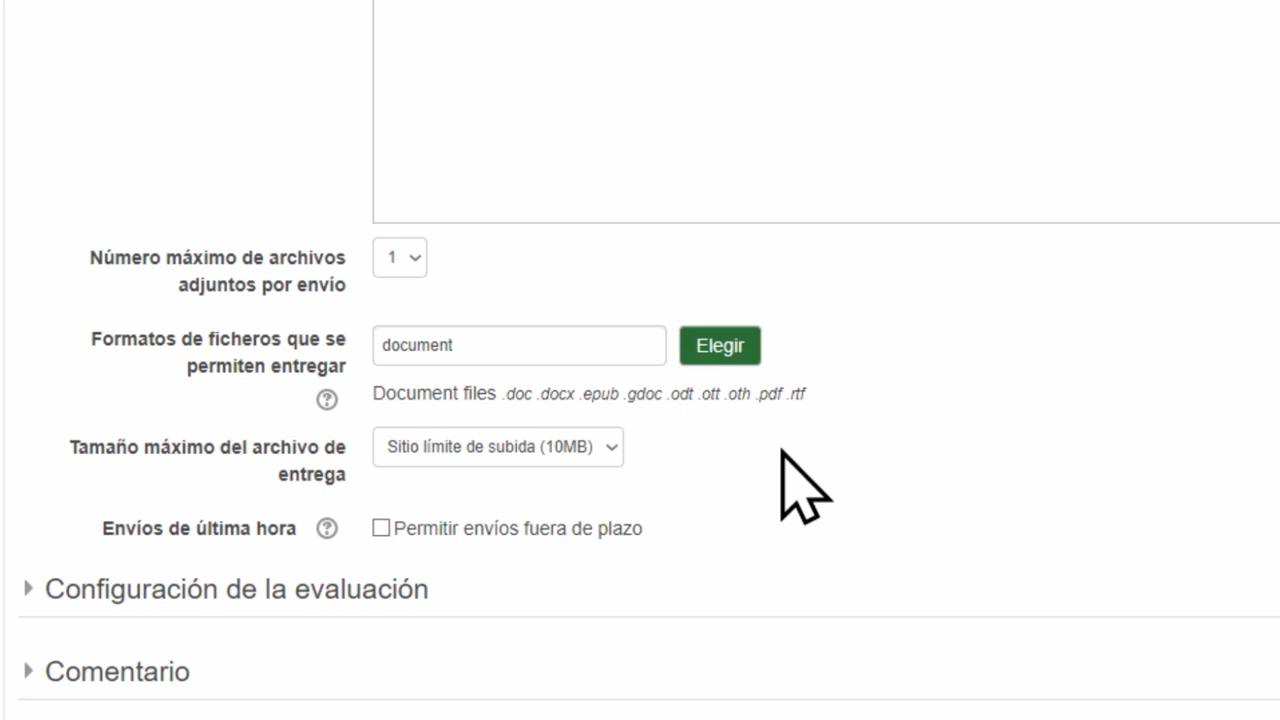 Número máximo de archivos
adjuntos por envío
1
Formatos de ficheros que se
permiten entregar
document
Elegir
Document files .doc .docx .epub .gdoc .odt .ott .oth .pdf .rtf
Tamaño máximo del archivo de
entrega
Sitio límite de subida (10MB)
Envíos de última hora
Permitir envíos fuera de plazo
Configuración de la evaluación
Comentario